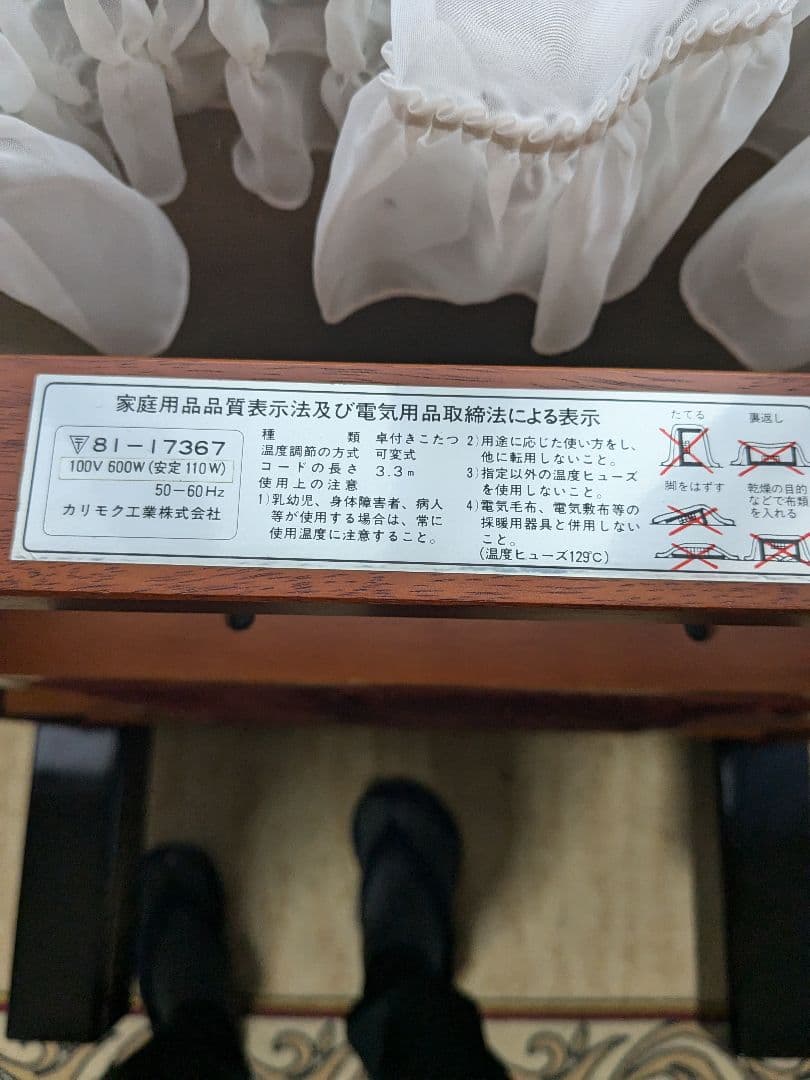 家庭用品品質表示法及び電気用品取締法による表示
〒 81-17367
100V 600W (安定 110W)
50-60Hz
カリモク工業株式会社
種 類 卓付きこたつ
温度調節の方式 可変式
コードの長さ 3.3m
使用上の注意
1)乳幼児、身体障害者、病人
等が使用する場合は、常に
使用温度に注意すること。
2)用途に応じた使い方をし、
他に転用しないこと。
3)指定以外の温度ヒューズ
を使用しないこと。
4)電気毛布、電気敷布等の
採暖用器具と併用しない
こと。
(温度ヒューズ129℃)
たてる
裏返し
脚をはずす
乾燥の目的
などで布類
を入れる